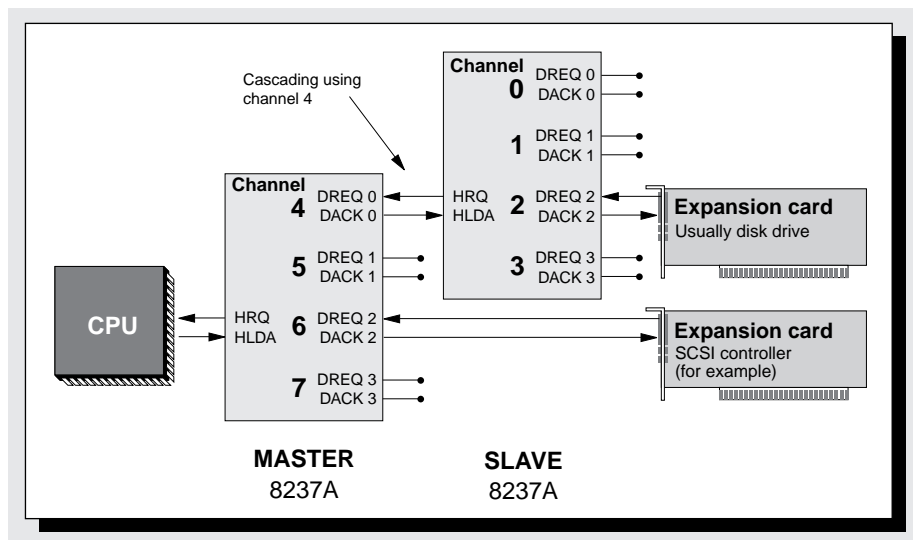 Cascading using
channel 4
Channel
0
DREQ 0
DACK 0
1
DREQ 1
DACK 1
HRQ
HLDA
2
DREQ 2
DACK 2
3
DREQ 3
DACK 3
Expansion card
Usually disk drive
Channel
4
DREQ 0
DACK 0
5
DREQ 1
DACK 1
CPU
HRQ
HLDA
6
DREQ 2
DACK 2
7
DREQ 3
DACK 3
Expansion card
SCSI controller
(for example)
MASTER
8237A
SLAVE
8237A